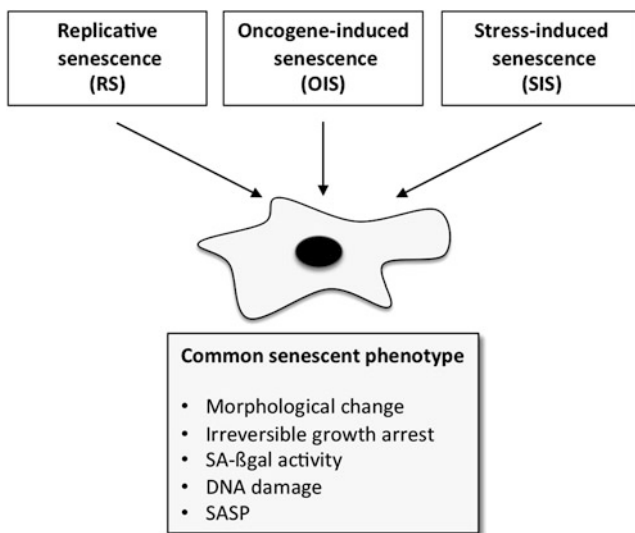 Replicative
senescence
(RS)
Oncogene-induced
senescence
(OIS)
Stress-induced
senescence
(SIS)
Common senescent phenotype
• Morphological change
• Irreversible growth arrest
• SA-ßgal activity
• DNA damage
• SASP